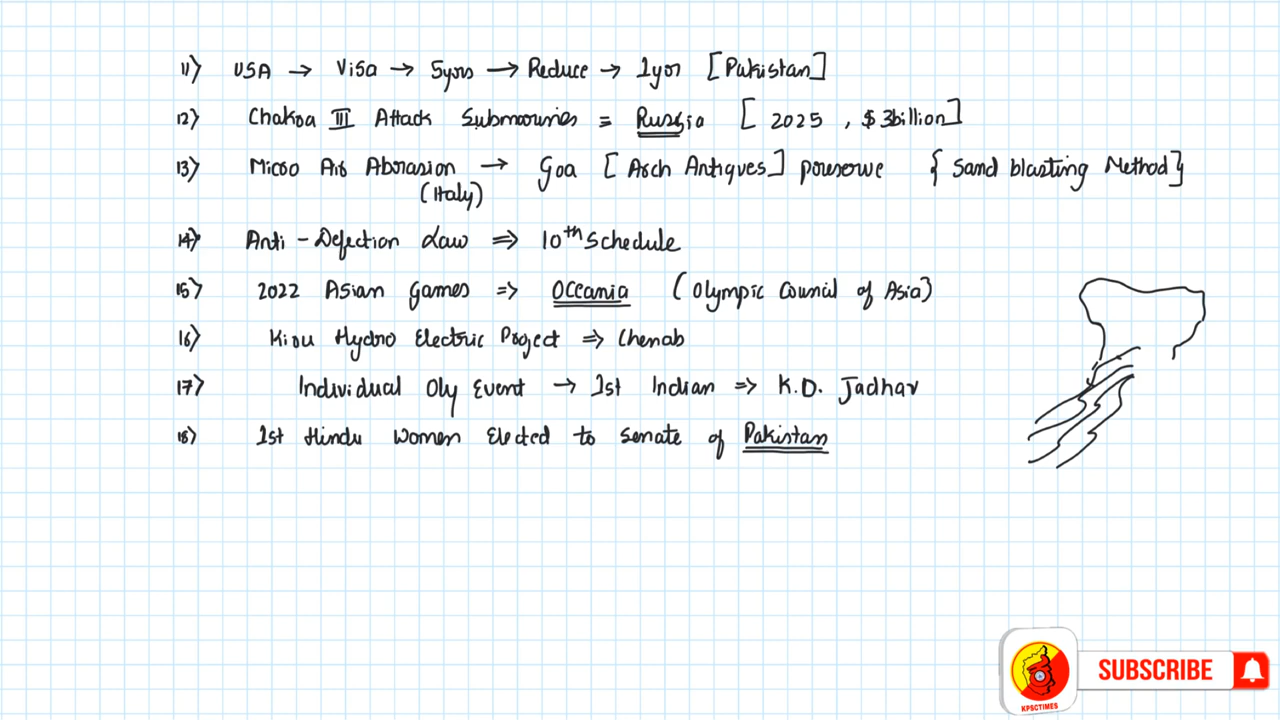 11) USA → Visa → 5yrs → Reduce → 1yr [Pakistan]
12) Chakra III Attack Submarines = Russia [2025, $3billion]
13) Micro Air Abrasion → Goa [Arch Antiques] preserve {Sand blasting Method}
(Italy)
14) Anti-Defection Law ⇒ 10th Schedule
15) 2022 Asian Games => Oceania (Olympic Council of Asia)
16) Kiru Hydro Electric Project ⇒ Chenab
17) Individual Oly Event → 1st Indian ⇒ K.D. Jadhav
18) 1st Hindu Women Elected to Senate of Pakistan
SUBSCRIBE
KPSCTIMES